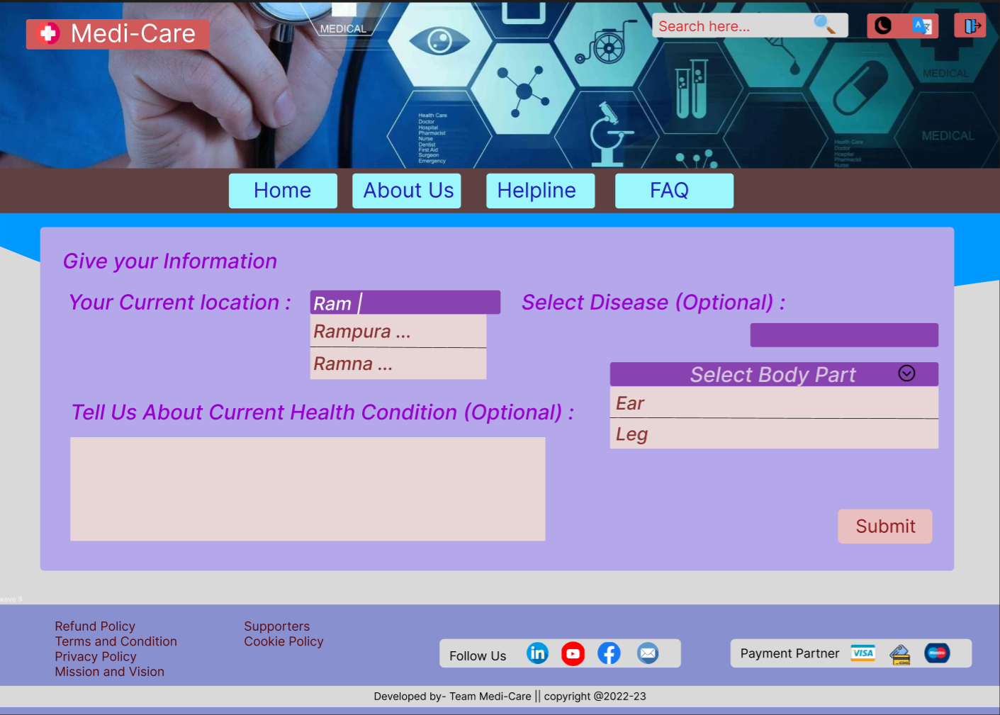 Medi-Care
MEDICAL
Search here...
MEDICAL
Health Care
Doctor
Hospital
Pharmacist
Nurse
Dentist
First Aid
Surgeon
Emergency
MEDICAL
Health Care
Doctor
Hospital
Pharmacist
Nurse
Home
About Us
Helpline
FAQ
Give your Information
Your Current location :
Ram |
Select Disease (Optional) :
Rampura ...
Ramna ...
Select Body Part
Ear
Leg
Tell Us About Current Health Condition (Optional) :
Submit
wave 3
Refund Policy
Terms and Condition
Privacy Policy
Mission and Vision
Supporters
Cookie Policy
Follow Us
in
Payment Partner
VISA
Developed by- Team Medi-Care || copyright @2022-23